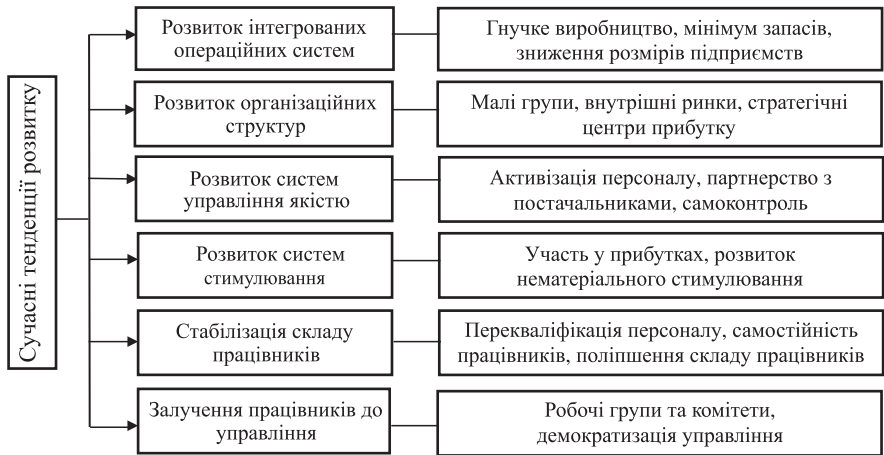 Сучасні тенденції розвитку
Розвиток інтегрованих
операційних систем
Гнучке виробництво, мінімум запасів,
зниження розмірів підприємств
Розвиток організаційних
структур
Малі групи, внутрішні ринки, стратегічні
центри прибутку
Розвиток систем
управління якістю
Активізація персоналу, партнерство з
постачальниками, самоконтроль
Розвиток систем
стимулювання
Участь у прибутках, розвиток
нематеріального стимулювання
Стабілізація складу
працівників
Перекваліфікація персоналу, самостійність
працівників, поліпшення складу працівників
Залучення працівників до
управління
Робочі групи та комітети,
демократизація управління